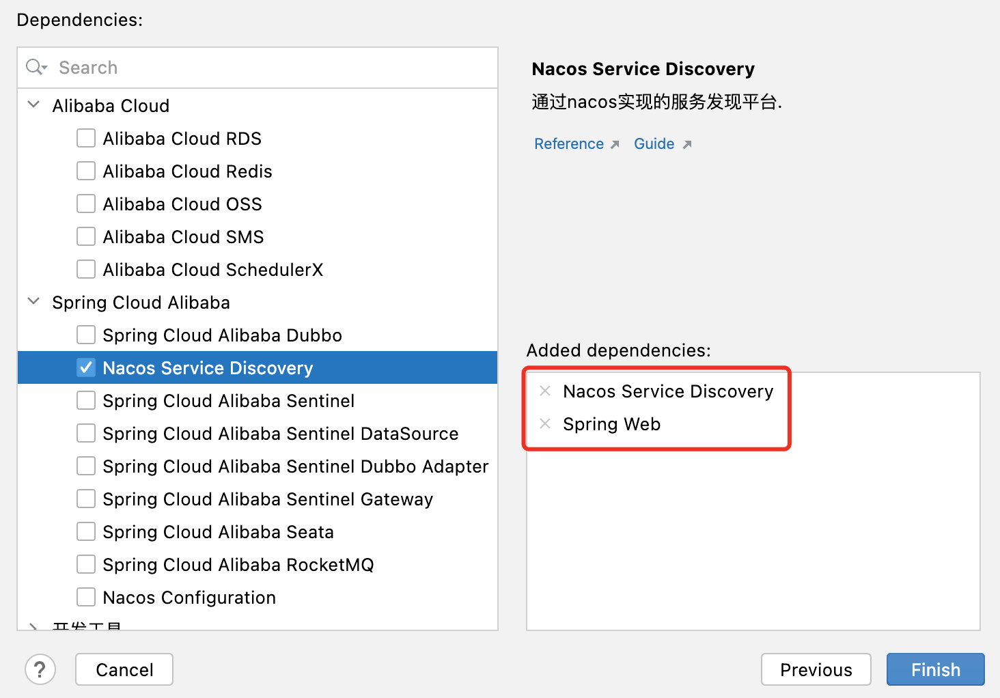 Dependencies:
Search
Alibaba Cloud
Alibaba Cloud RDS
Alibaba Cloud Redis
Alibaba Cloud OSS
Alibaba Cloud SMS
Alibaba Cloud SchedulerX
Spring Cloud Alibaba
Spring Cloud Alibaba Dubbo
Nacos Service Discovery
Spring Cloud Alibaba Sentinel
Spring Cloud Alibaba Sentinel DataSource
Spring Cloud Alibaba Sentinel Dubbo Adapter
Spring Cloud Alibaba Sentinel Gateway
Spring Cloud Alibaba Seata
Spring Cloud Alibaba RocketMQ
Nacos Configuration
开发工具
Nacos Service Discovery
通过nacos实现的服务发现平台.
Reference Guide
Added dependencies:
Nacos Service Discovery
Spring Web
? Cancel Previous Finish